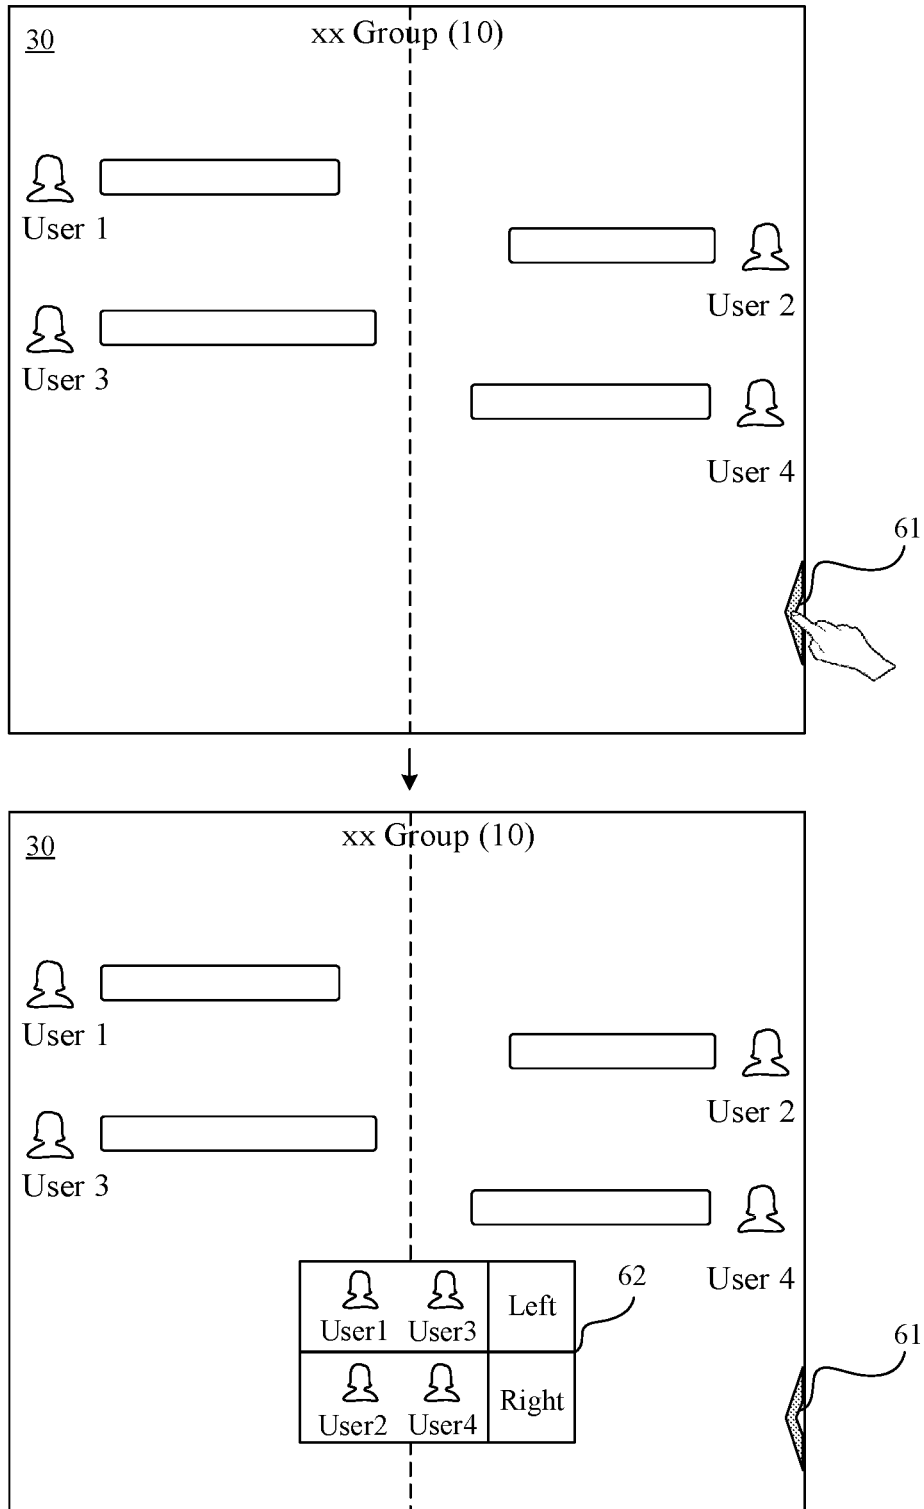 30
xx Group (10)
User 1
User 2
User 3
User 4
61
30
xx Group (10)
User 1
User 2
User 3
User 4
62
User1 User3 Left
61
User2 User4 Right